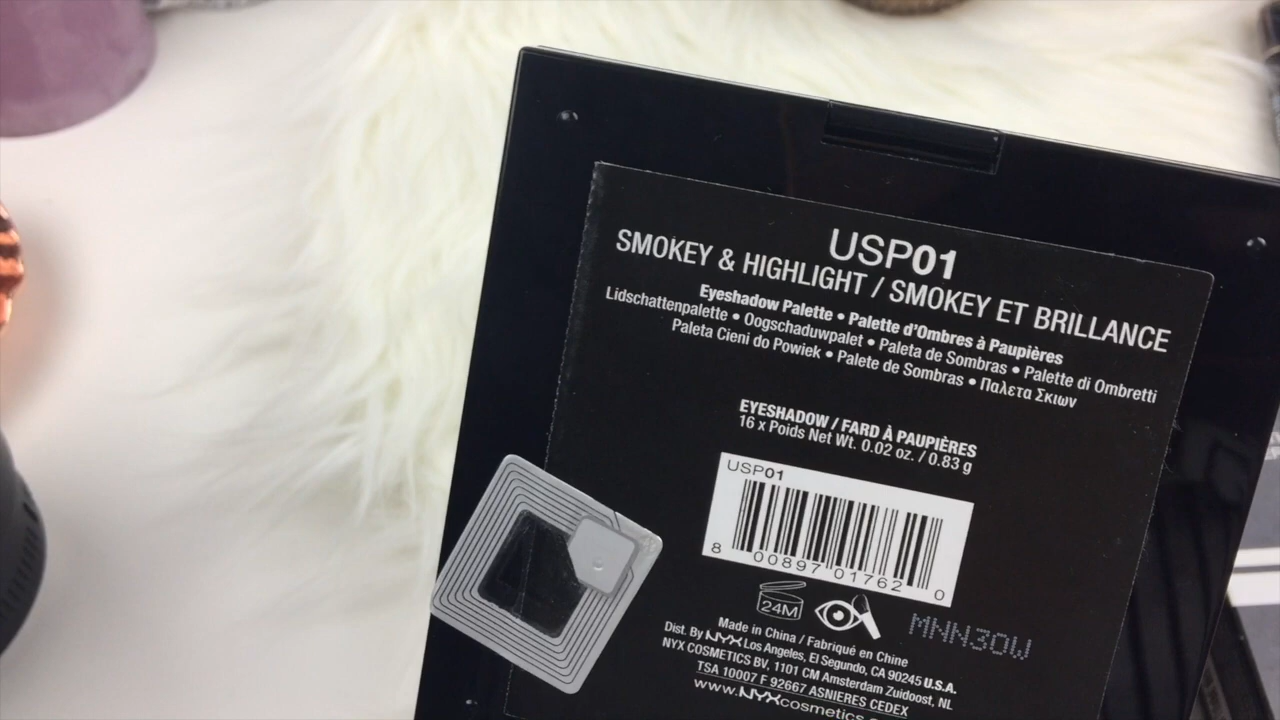 USP01
SMOKEY & HIGHLIGHT / SMOKEY ET BRILLANCE
Eyeshadow Palette • Palette d'Ombres à Paupières
Lidschattenpalette • Oogschaduwpalet • Paleta de Sombras • Palette di Ombretti
Paleta Cieni do Powiek • Palete de Sombras • Παλετα Σκιων
EYESHADOW / FARD À PAUPIÈRES
16 x Poids Net Wt. 0.02 oz. / 0.83 g
USP01
8 00897 01762 0
24M
MNN30W
Made in China / Fabriqué en Chine
Dist. By NYX Los Angeles, El Segundo, CA 90245 U.S.A.
NYX COSMETICS BV, 1101 CM Amsterdam Zuidoost, NL
TSA 10007 F 92667 ASNIERES CEDEX
www.NYXcosmetics.